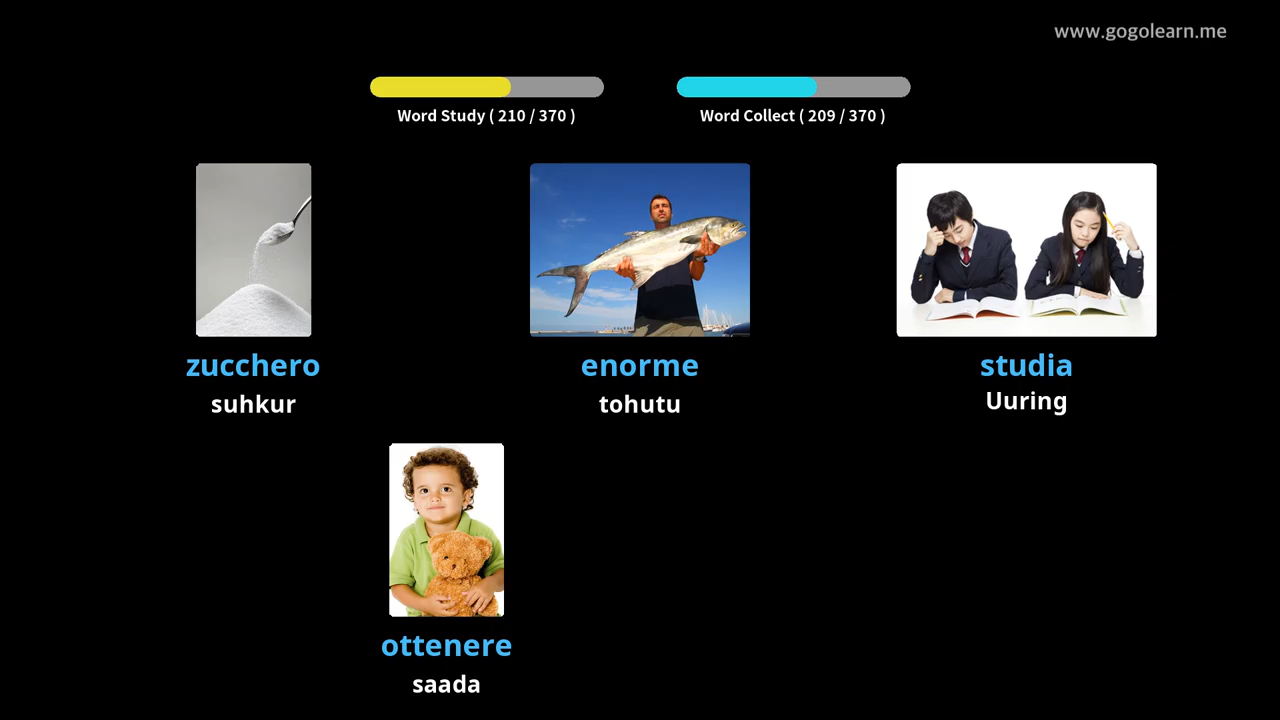 www.gogolearn.me
Word Study ( 210 / 370 )
Word Collect ( 209 / 370 )
zucchero
suhkur
enorme
tohutu
studia
Uuring
ottenere
saada